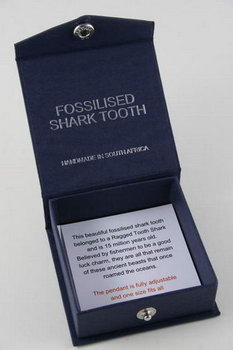 FOSSILISED
SHARK TOOTH
HANDMADE IN SOUTH AFRICA
This beautiful fossilised shark tooth
belonged to a Ragged Tooth Shark
and is 15 million years old.
Believed by fishermen to be a good
luck charm, they are all that remain
of these ancient beasts that once
roamed the oceans.
The pendant is fully adjustable
and one size fits all